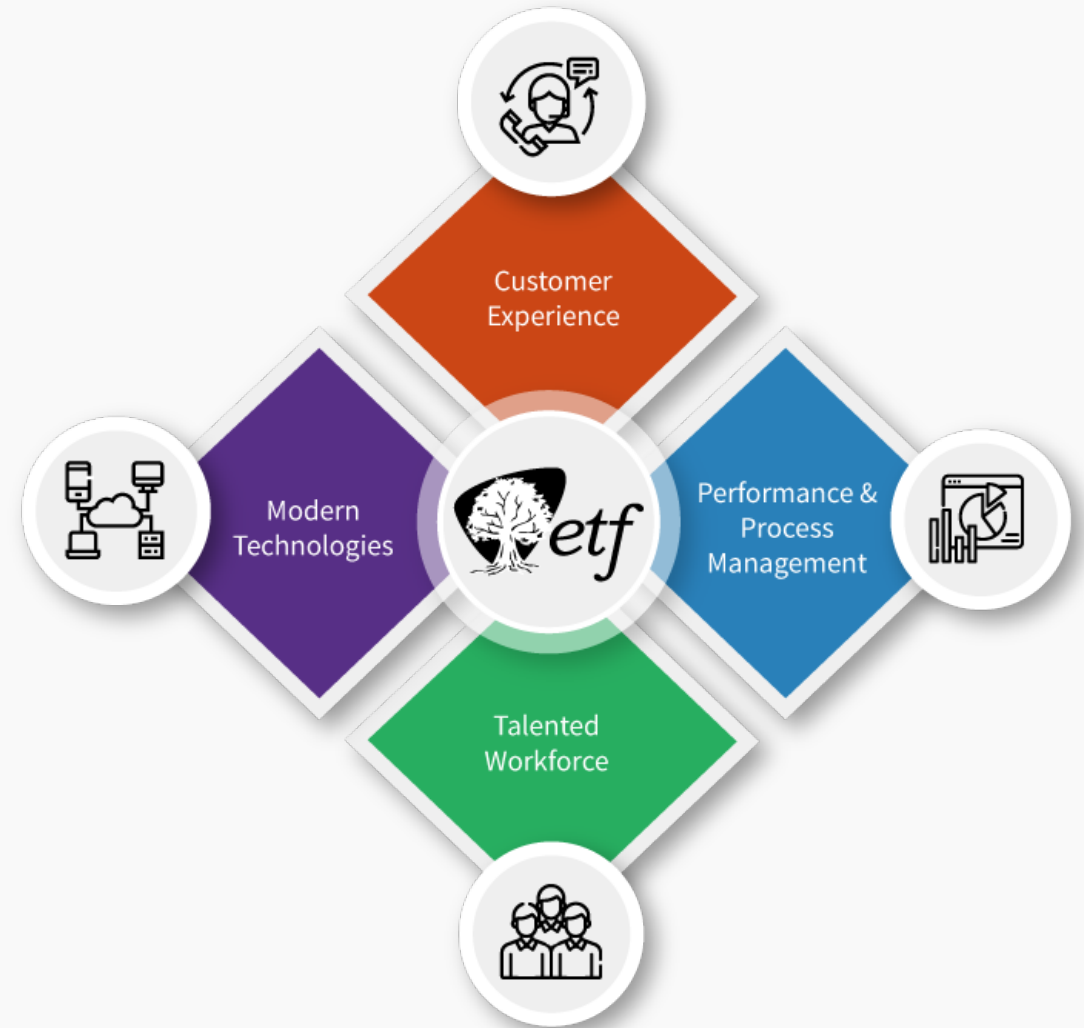 Customer
Experience
Modern
Technologies
etf
Performance &
Process
Management
Talented
Workforce